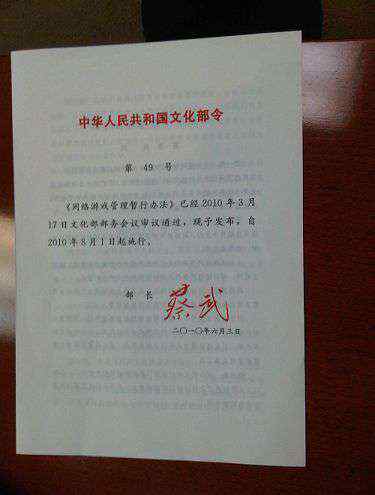 中华人民共和国文化部令
第 49 号
《网络游戏管理暂行办法》已经2010年3月
17日文化部部务会议审议通过，现予发布，自
2010年8月1日起施行。
部 长 蔡武
二〇一〇年六月三日